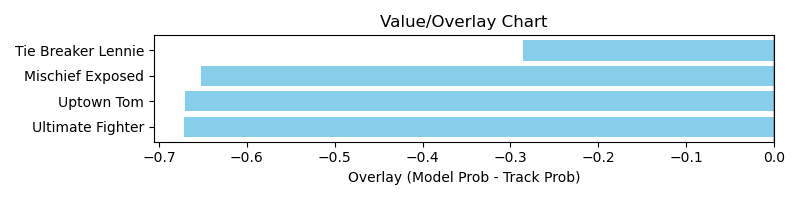 Value/Overlay Chart
Tie Breaker Lennie
Mischief Exposed
Uptown Tom
Ultimate Fighter
−0.7 −0.6 −0.5 −0.4 −0.3 −0.2 −0.1 0.0
Overlay (Model Prob - Track Prob)